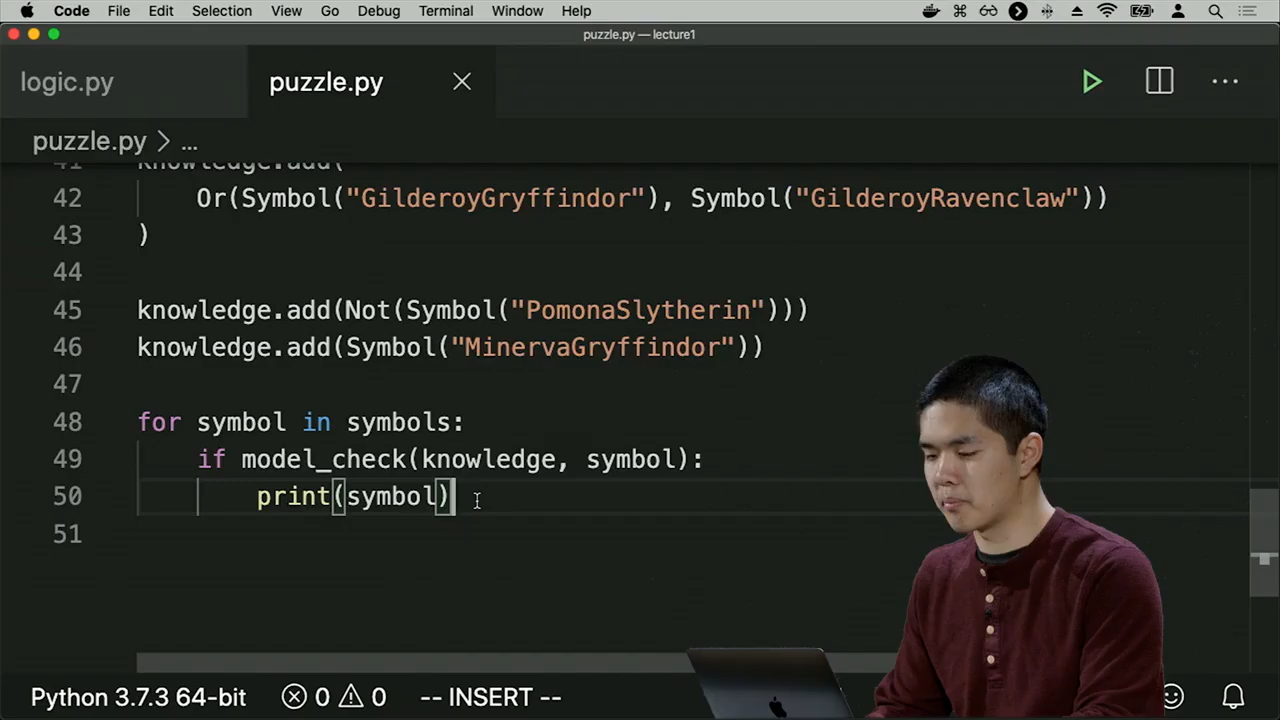 Code File Edit Selection View Go Debug Terminal Window Help
puzzle.py — lecture1
logic.py puzzle.py
puzzle.py > ...
41 knowledge.add(
42 Or(Symbol("GilderoyGryffindor"), Symbol("GilderoyRavenclaw"))
43 )
44
45 knowledge.add(Not(Symbol("PomonaSlytherin")))
46 knowledge.add(Symbol("MinervaGryffindor"))
47
48 for symbol in symbols:
49 if model_check(knowledge, symbol):
50 print(symbol)
51
Python 3.7.3 64-bit 0 0 -- INSERT --